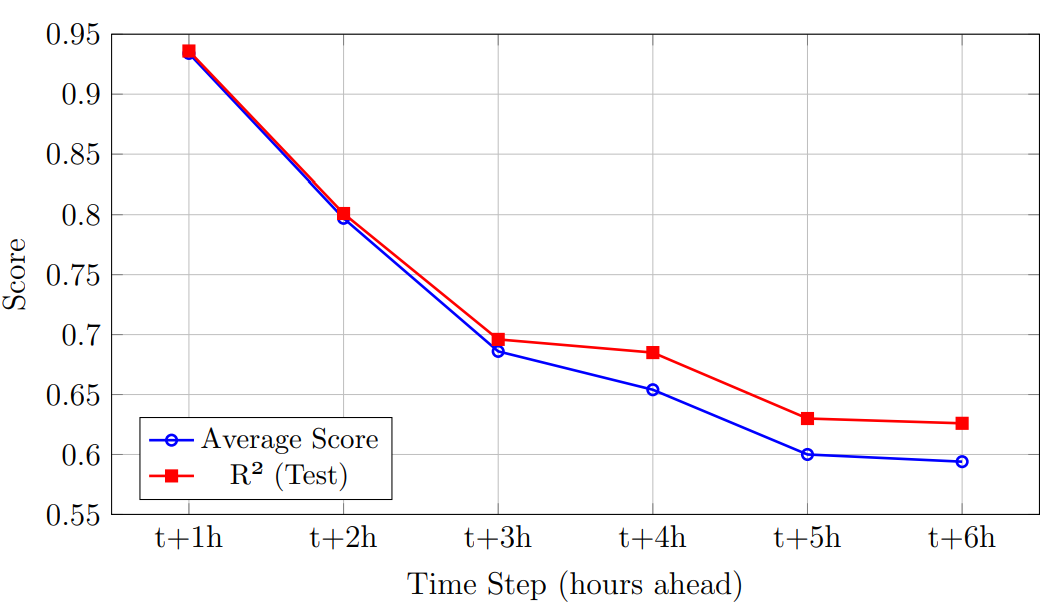 0.95
0.9
0.85
0.8
0.75
0.7
0.65
0.6
0.55
Score
Average Score
R² (Test)
t+1h t+2h t+3h t+4h t+5h t+6h
Time Step (hours ahead)